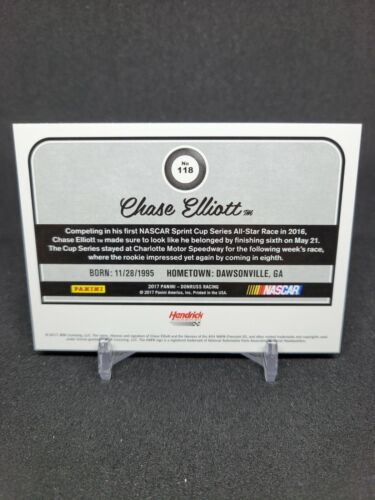 No
118
Chase Elliott™
Competing in his first NASCAR Sprint Cup Series All-Star Race in 2016,
Chase Elliott™ made sure to look like he belonged by finishing sixth on May 21.
The Cup Series stayed at Charlotte Motor Speedway for the following week's race,
where the rookie impressed yet again by coming in eighth.
BORN: 11/28/1995 HOMETOWN: DAWSONVILLE, GA
PANINI
2017 PANINI - DONRUSS RACING
© 2017 Panini America, Inc. Printed in the USA.
NASCAR
Hendrick